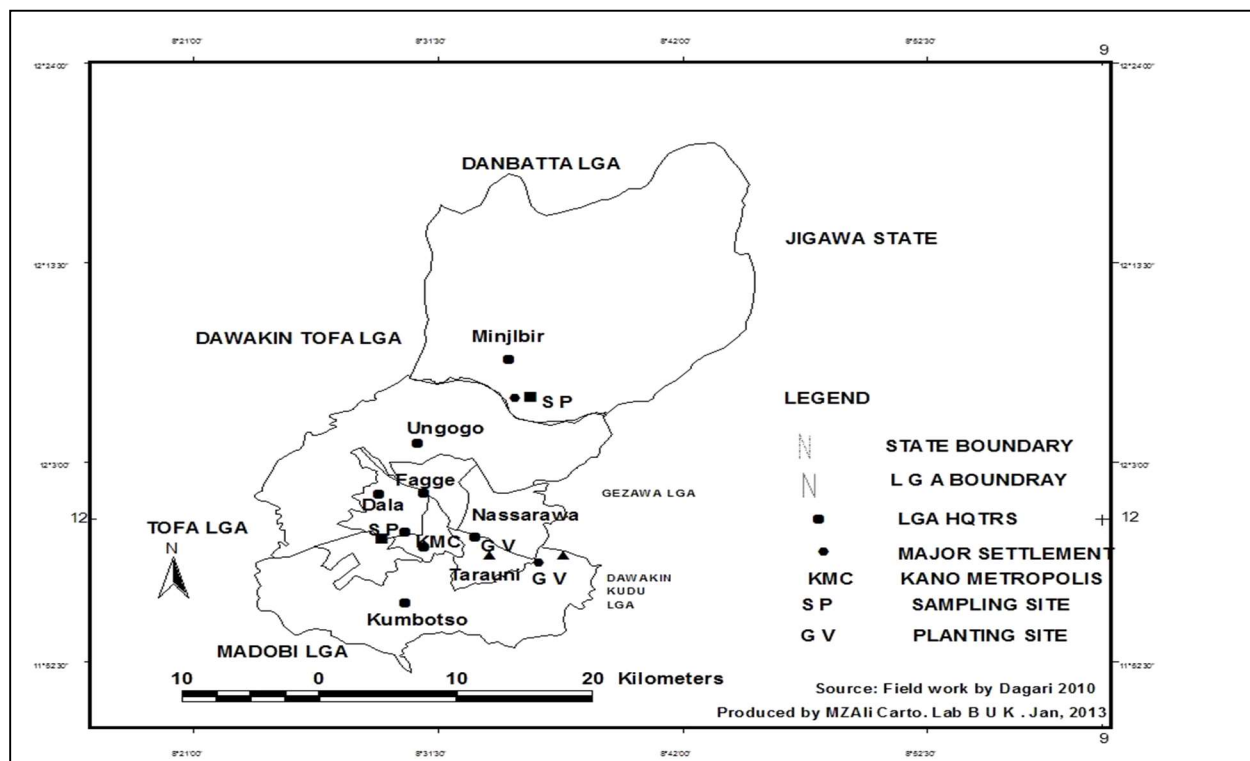 8°21'00"
8°31'30"
8°42'00"
8°52'30"
9
12°24'00"
12°24'00"
DANBATTA LGA
JIGAWA STATE
12°13'30"
12°13'30"
DAWAKIN TOFA LGA
Minjlbir
S P
LEGEND
Ungogo
N STATE BOUNDARY
12°3'00"
12°3'00"
Fagge
N L G A BOUNDRAY
GEZAWA LGA
Dala
Nassarawa
12
LGA HQTRS
12
TOFA LGA
S P
KMC
G V
MAJOR SETTLEMENT
N
Tarauni
G V
DAWAKIN
KUDU
LGA
KMC KANO METROPOLIS
S P SAMPLING SITE
Kumbotso
G V PLANTING SITE
MADOBI LGA
11°52'30"
11°52'30"
10 0 10 20 Kilometers
Source: Field work by Dagari 2010
Produced by MZAli Carto. Lab B U K . Jan, 2013
9
8°21'00"
8°31'30"
8°42'00"
8°52'30"